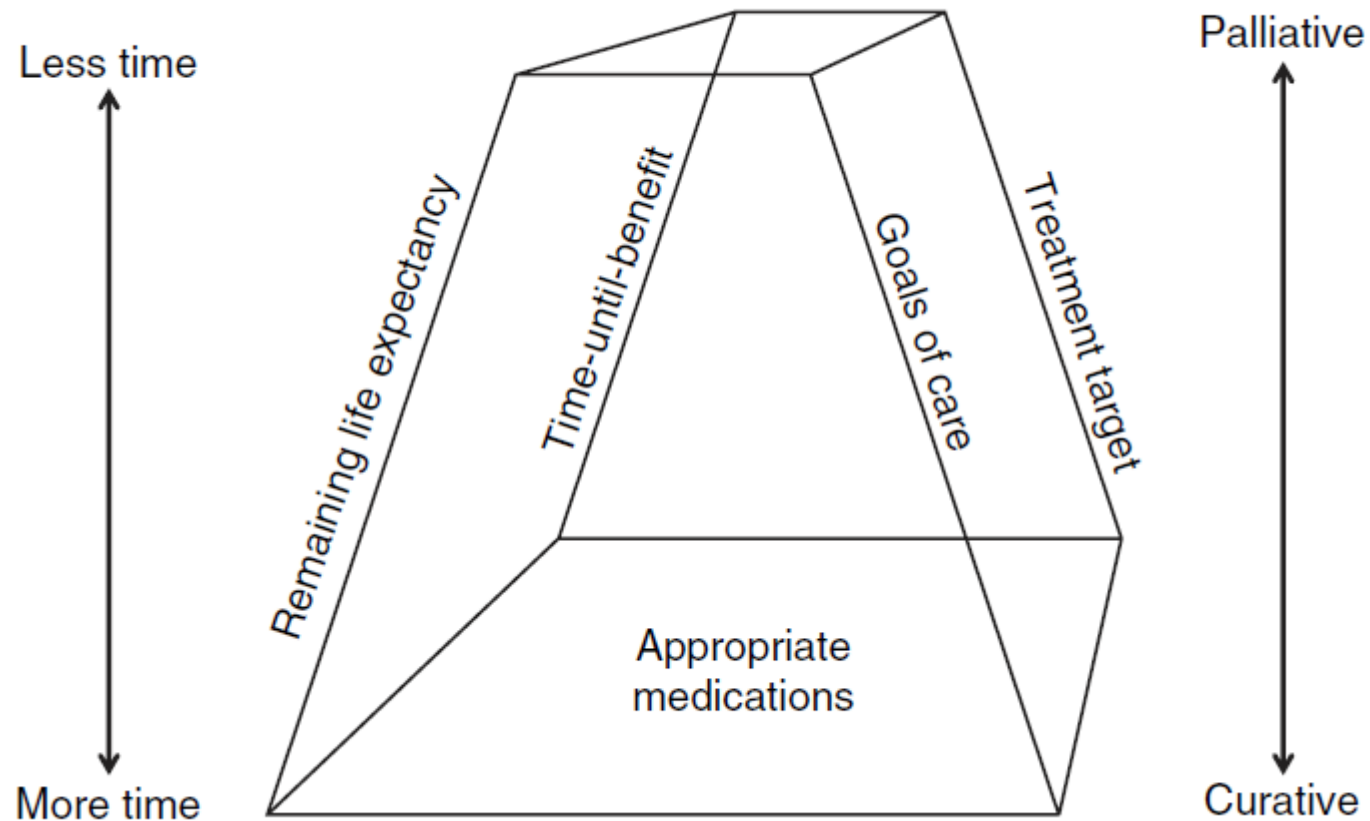 Less time
Palliative
Remaining life expectancy
Time-until-benefit
Goals of care
Treatment target
Appropriate
medications
More time
Curative